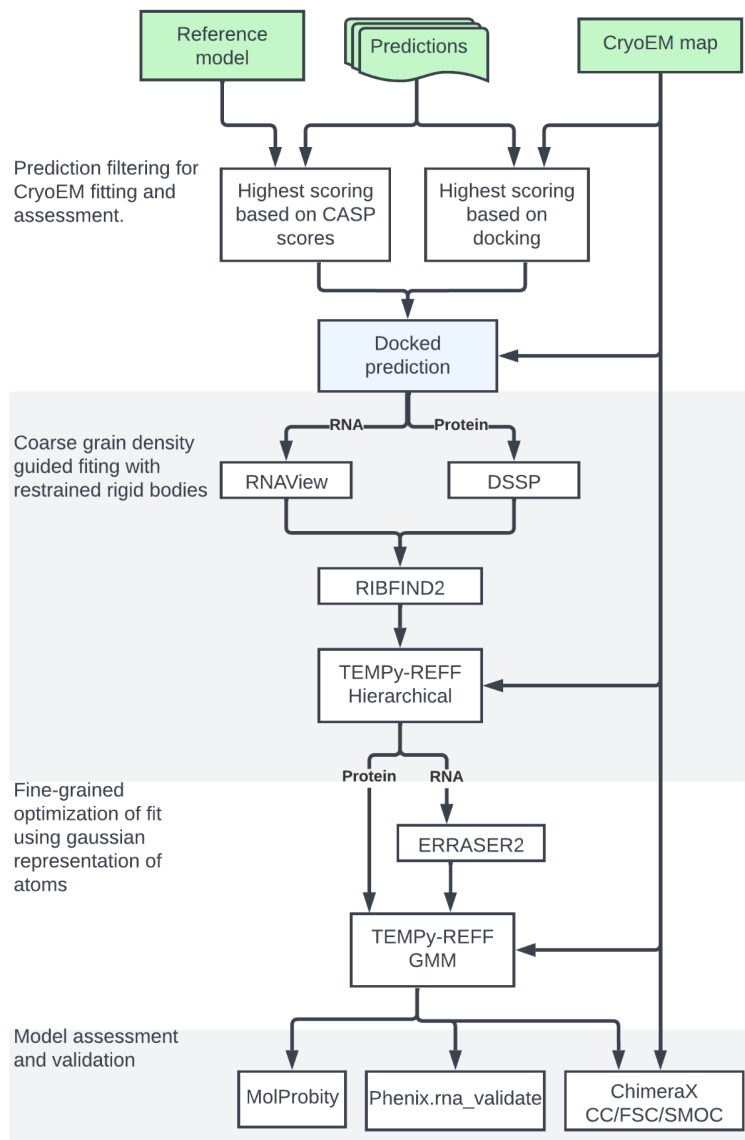 Reference
model
Predictions
CryoEM map
Prediction filtering for
CryoEM fitting and
assessment.
Highest scoring
based on CASP
scores
Highest scoring
based on
docking
Docked
prediction
Coarse grain density
guided fiting with
restrained rigid bodies
RNA
Protein
RNAView
DSSP
RIBFIND2
TEMPy-REFF
Hierarchical
Protein
RNA
Fine-grained
optimization of fit
using gaussian
representation of
atoms
ERRASER2
TEMPy-REFF
GMM
Model assessment
and validation
MolProbity
Phenix.rna_validate
ChimeraX
CC/FSC/SMOC